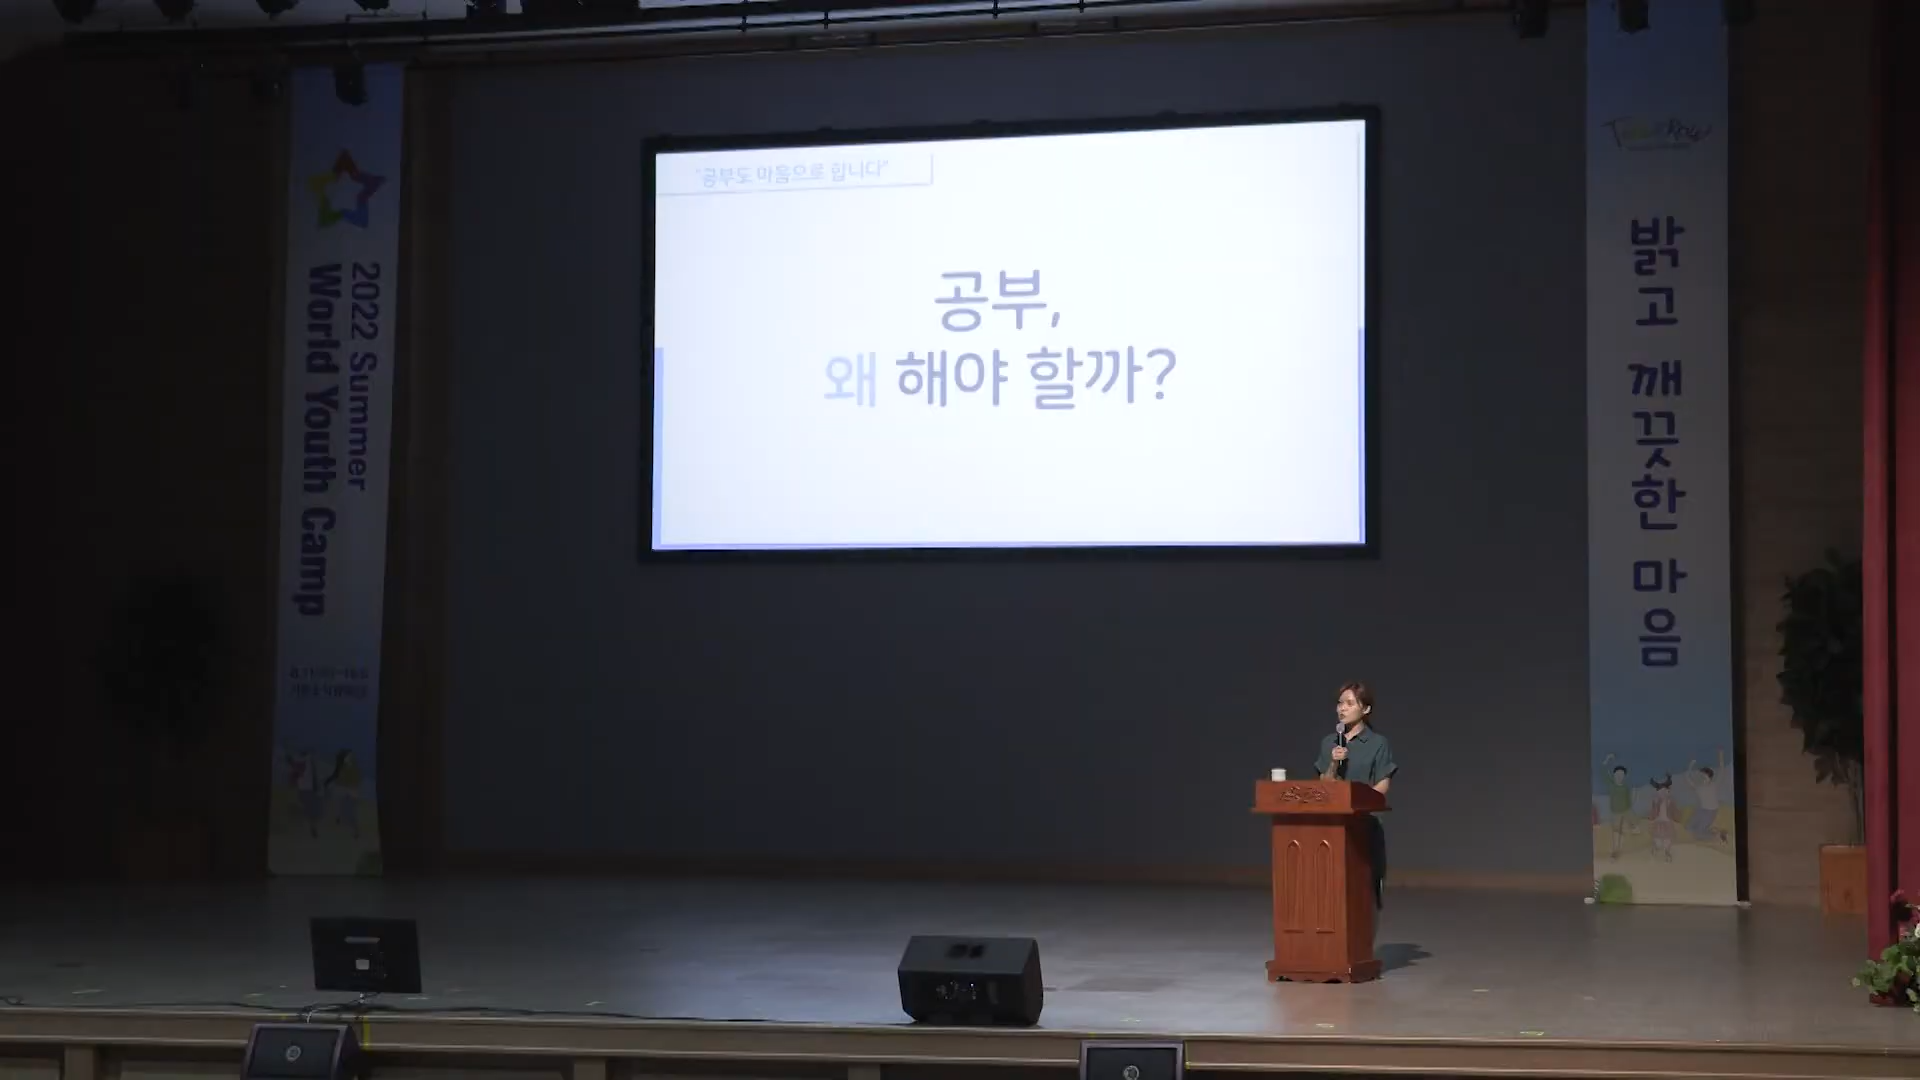 "공부도 마음으로 합니다"
공부,
왜 해야 할까?
2022 Summer
World Youth Camp
밝고 깨끗한 마음